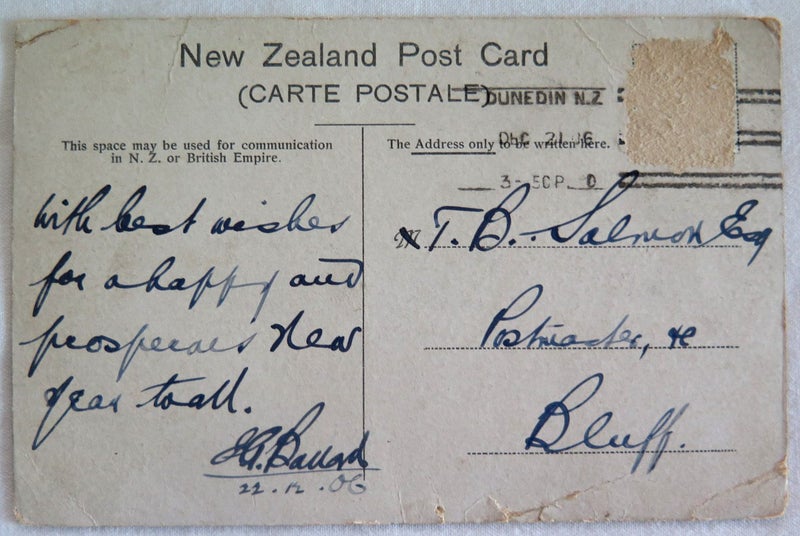 New Zealand Post Card
(CARTE POSTALE)
DUNEDIN N.Z
DEC 21
3-50P.
This space may be used for communication
in N. Z. or British Empire.
The Address only to be written here.
with best wishes
for a happy and
prosperous New
year to all.
Ballard
22.12.06
M T. B. Salmon Esq
Postmaster, &c
Bluff.